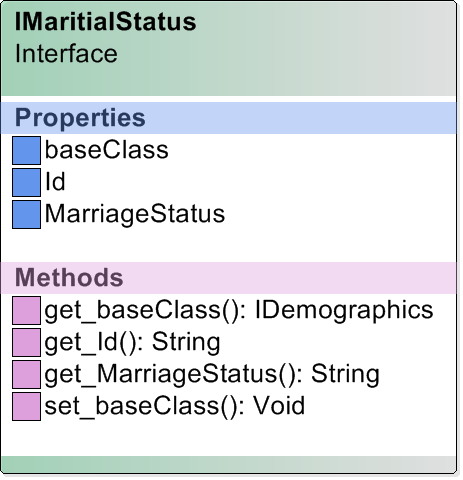 IMaritialStatus
Interface
Properties
baseClass
Id
MarriageStatus
Methods
get_baseClass(): IDemographics
get_Id(): String
get_MarriageStatus(): String
set_baseClass(): Void